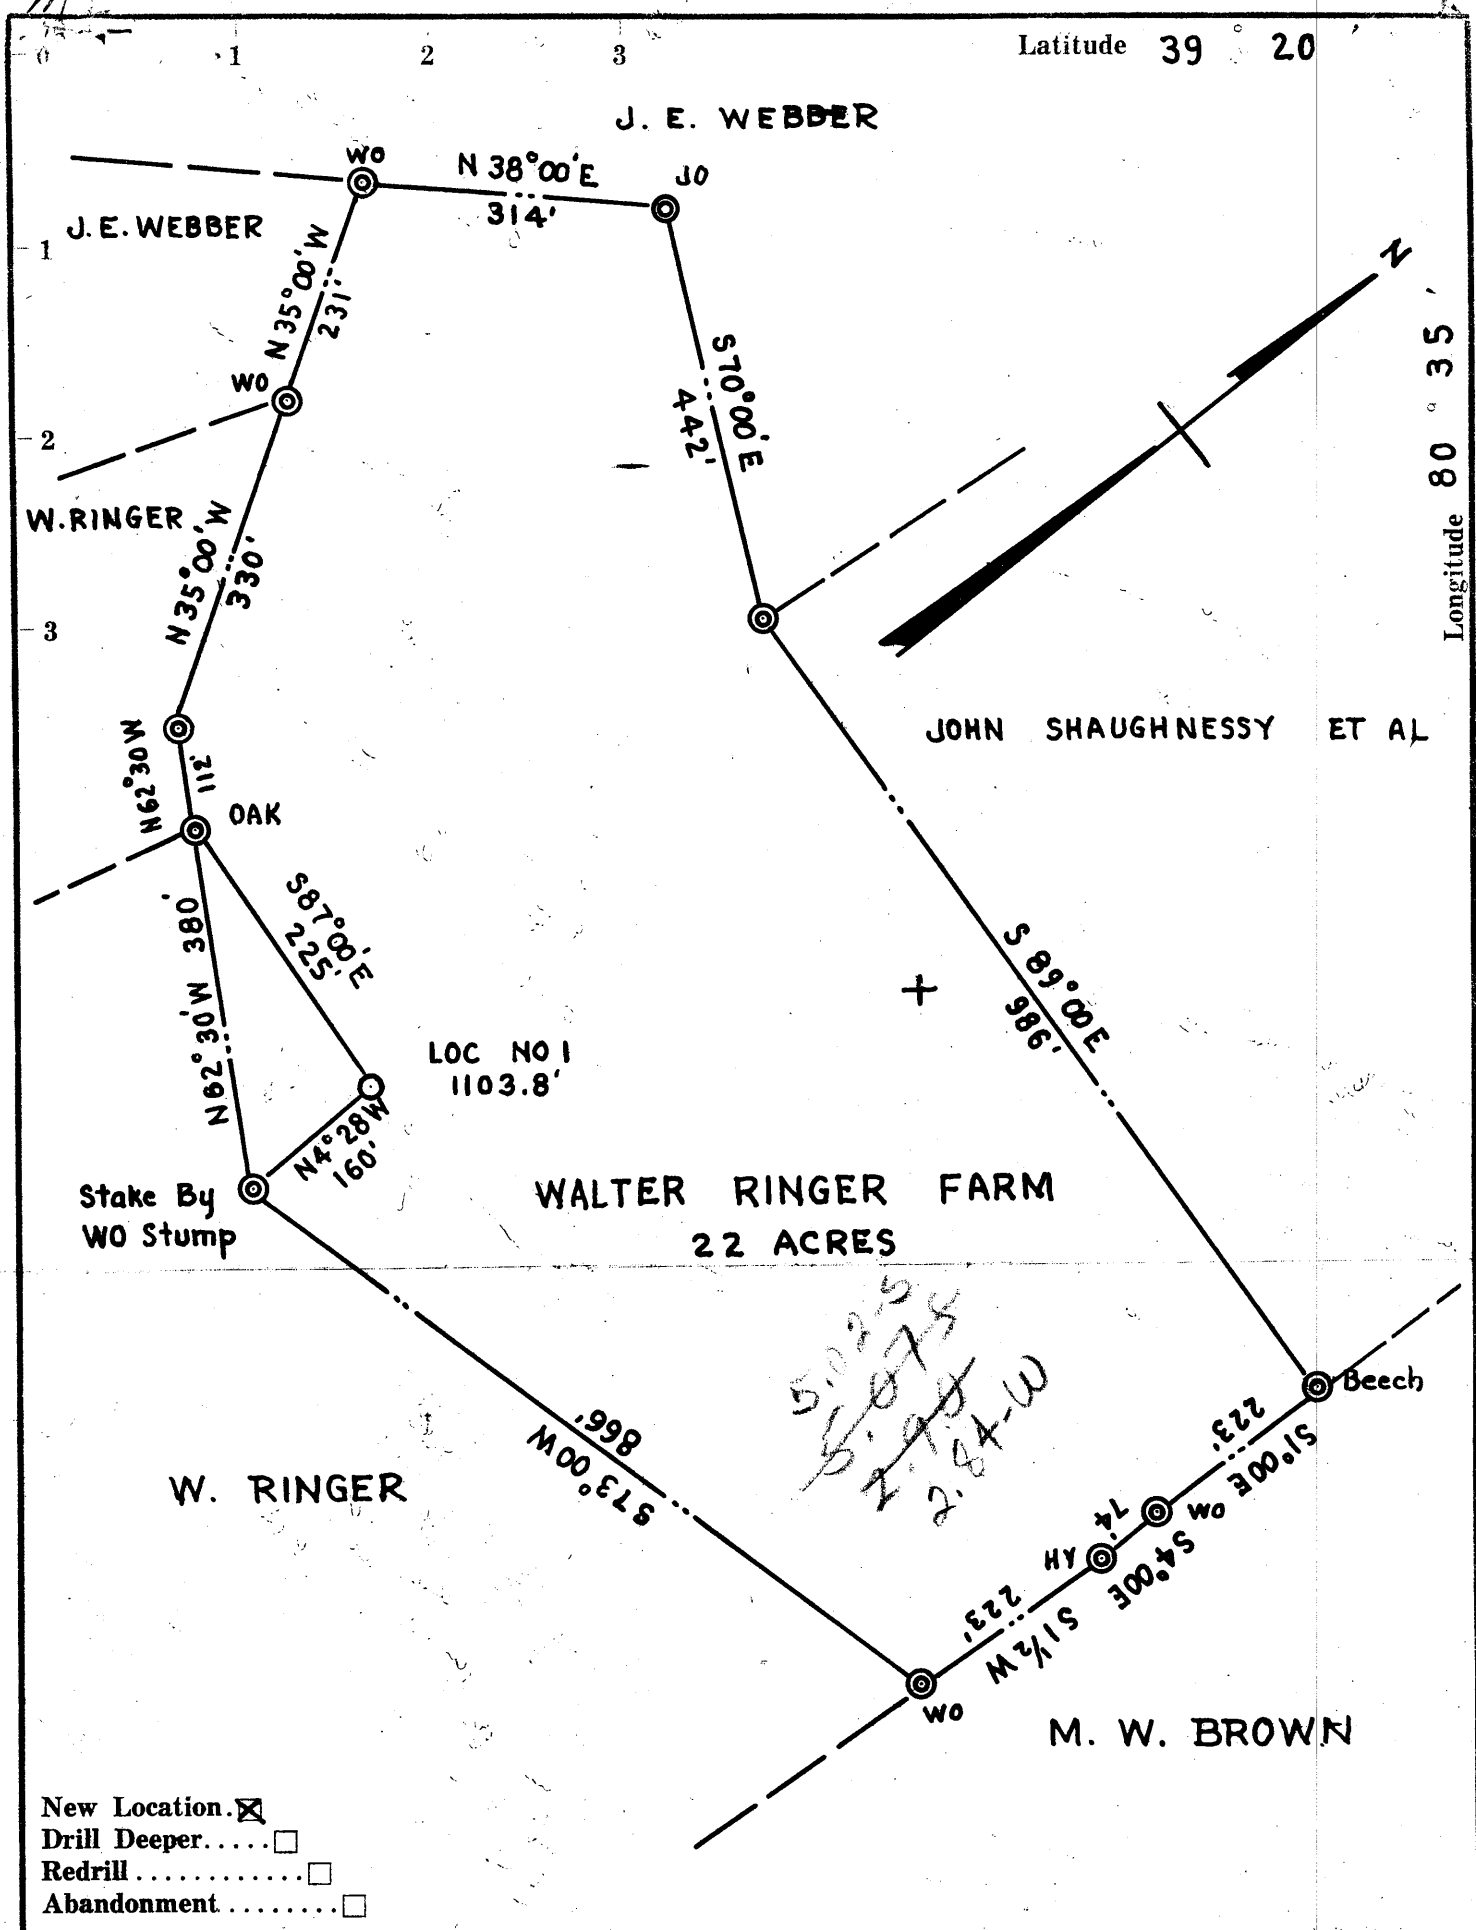 0 1 2 3 Latitude 39° 20'
J. E. WEBBER
WO
N 38°00'E
314'
JO
J. E. WEBBER
1
N 35°00'W
231'
N
WO
S70°00'E
442'
2
Longitude 80° 35'
W. RINGER
N 35°00'W
330'
3
JOHN SHAUGHNESSY ET AL
N62°30W
112'
OAK
S87°00'E
225'
N62°30'W 380'
S 89°00E
986'
LOC NO 1
1103.8'
N4°28W
160'
Stake By
WO Stump
WALTER RINGER FARM
22 ACRES
5.02.5
2.84-W
Beech
223'
S1°00E
S73°00W
866'
W. RINGER
WO
74'
S4°00E
HY
223'
S1½W
WO
M. W. BROWN
New Location. ☒
Drill Deeper..... ☐
Redrill ............ ☐
Abandonment ......... ☐